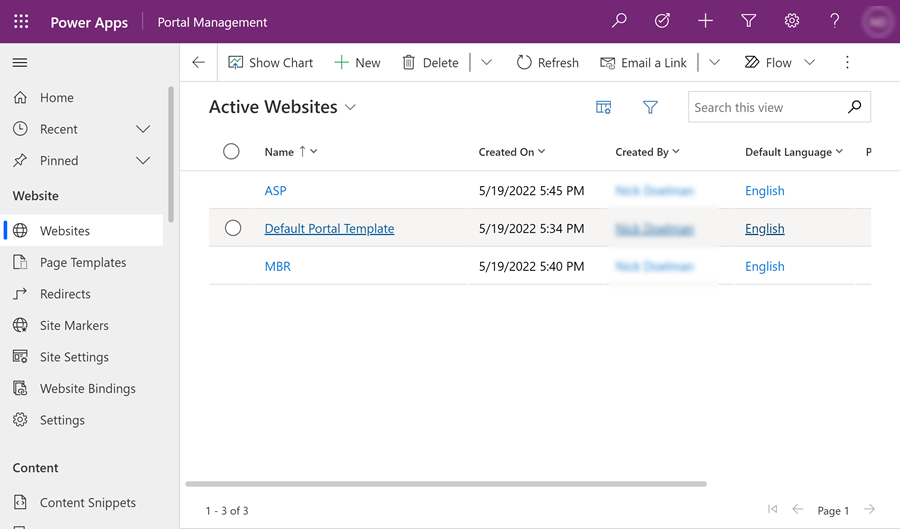 Power Apps Portal Management
Show Chart New Delete Refresh Email a Link Flow
Home
Recent
Pinned
Website
Websites
Page Templates
Redirects
Site Markers
Site Settings
Website Bindings
Settings
Content
Content Snippets
Active Websites
Search this view
Name Created On Created By Default Language P
ASP 5/19/2022 5:45 PM English
Default Portal Template 5/19/2022 5:34 PM English
MBR 5/19/2022 5:40 PM English
1 - 3 of 3 Page 1